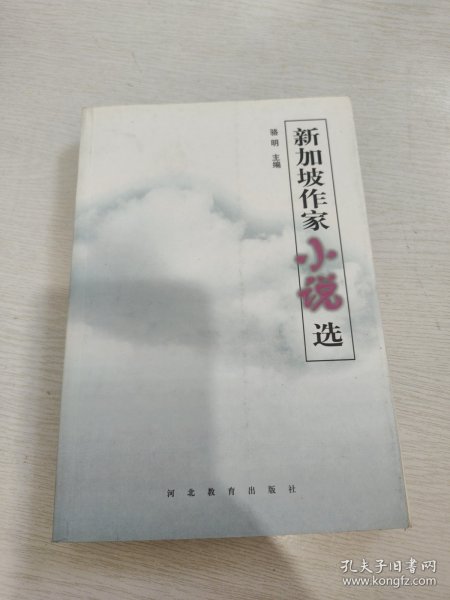 新加坡作家小说选
骆明 主编
河北教育出版社
孔夫子旧书网
www.kongfz.com